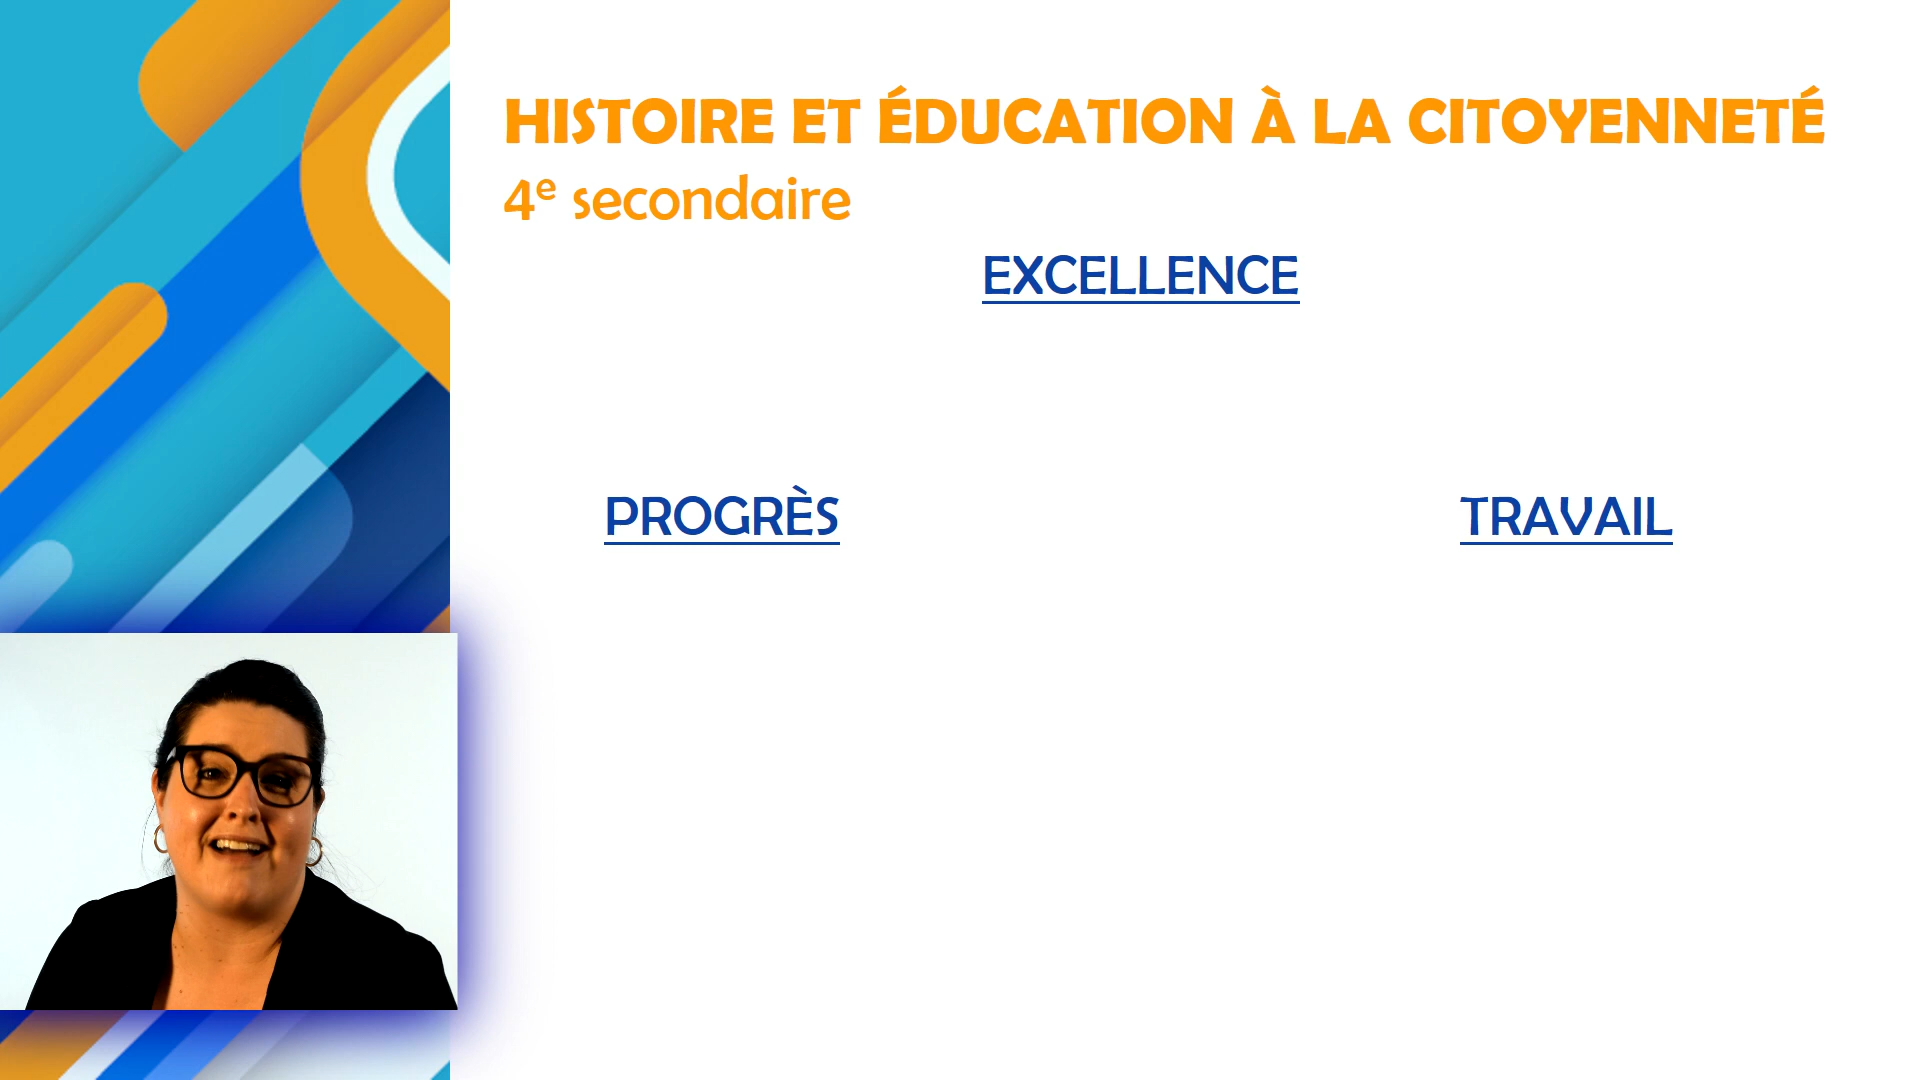 HISTOIRE ET ÉDUCATION À LA CITOYENNETÉ
4e secondaire
EXCELLENCE
PROGRÈS
TRAVAIL